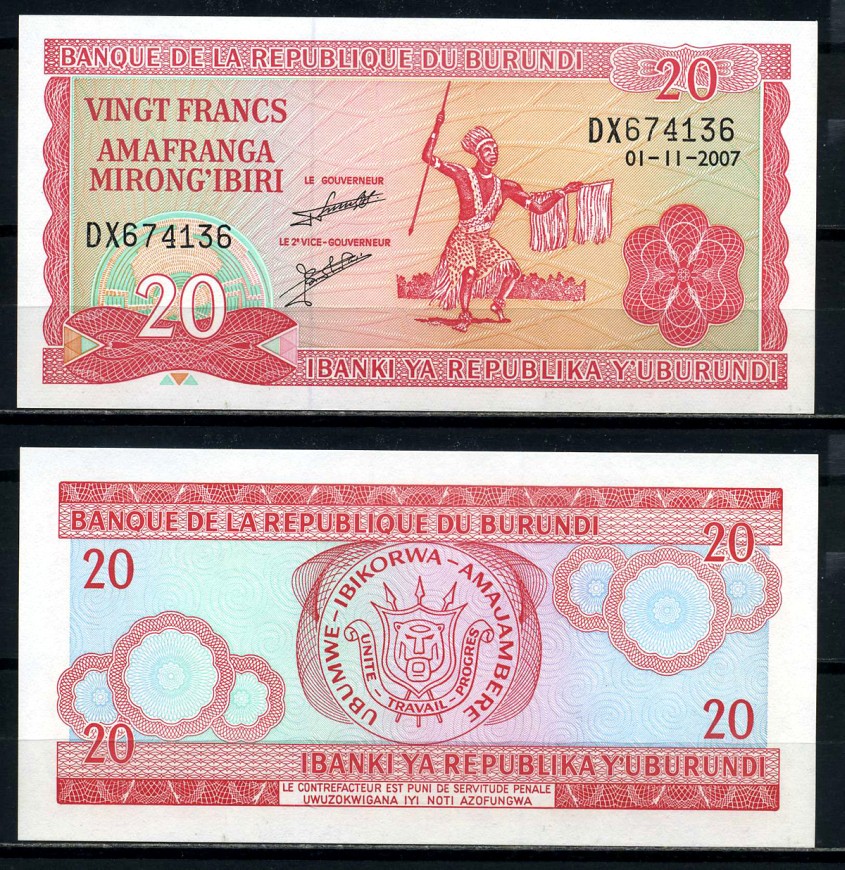 BANQUE DE LA REPUBLIQUE DU BURUNDI
20
VINGT FRANCS
AMAFRANGA
MIRONG'IBIRI
DX674136
01-11-2007
LE GOUVERNEUR
DX674136
LE 2e VICE-GOUVERNEUR
20
IBANKI YA REPUBLIKA Y'UBURUNDI
BANQUE DE LA REPUBLIQUE DU BURUNDI
20
20
UBUMWE-IBIKORWA-AMAJAMBERE
UNITE-TRAVAIL-PROGRES
20
20
IBANKI YA REPUBLIKA Y'UBURUNDI
LE CONTREFACTEUR EST PUNI DE SERVITUDE PENALE
UWUZOKWIGANA IYI NOTI AZOFUNGWA